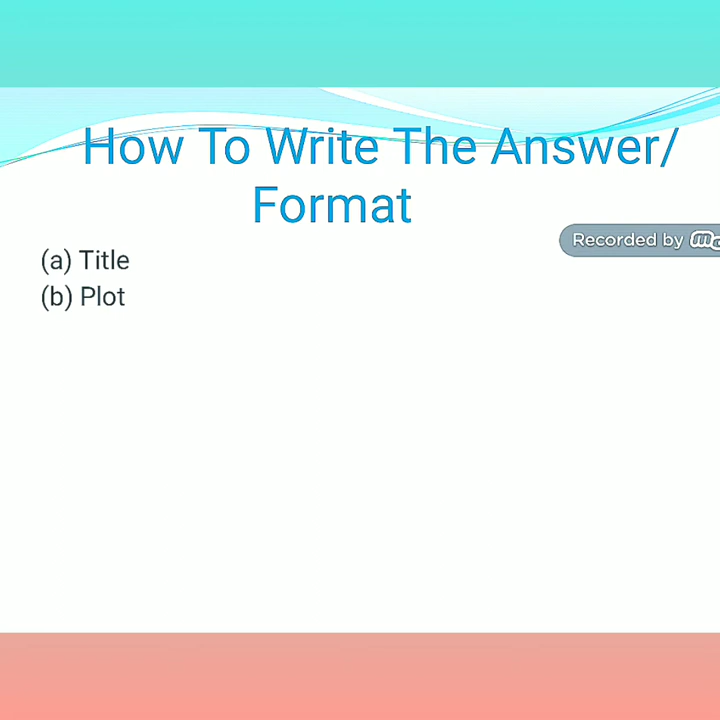 How To Write The Answer/
Format
Recorded by
(a) Title
(b) Plot